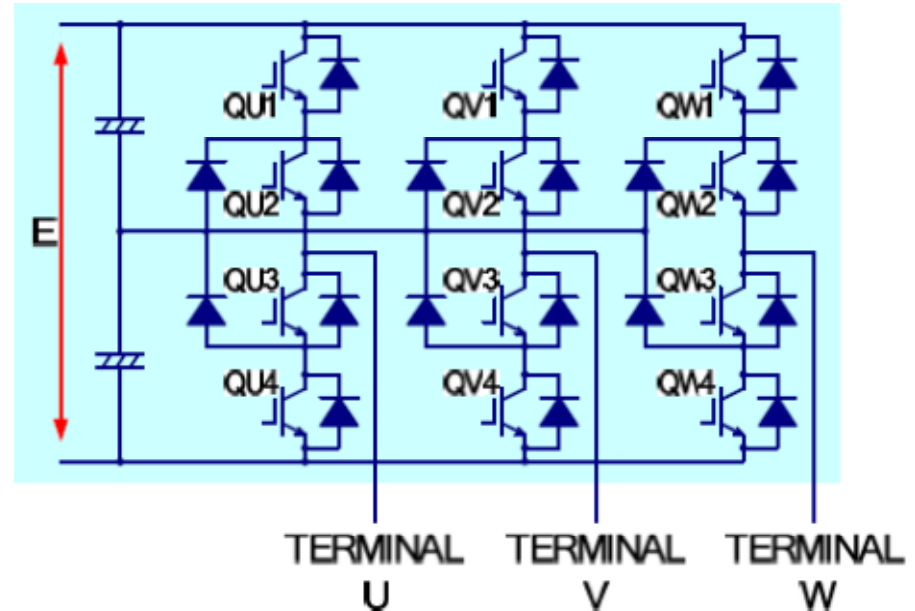 QU1 QV1 QW1
QU2 QV2 QW2
E
QU3 QV3 QW3
QU4 QV4 QW4
TERMINAL TERMINAL TERMINAL
U V W